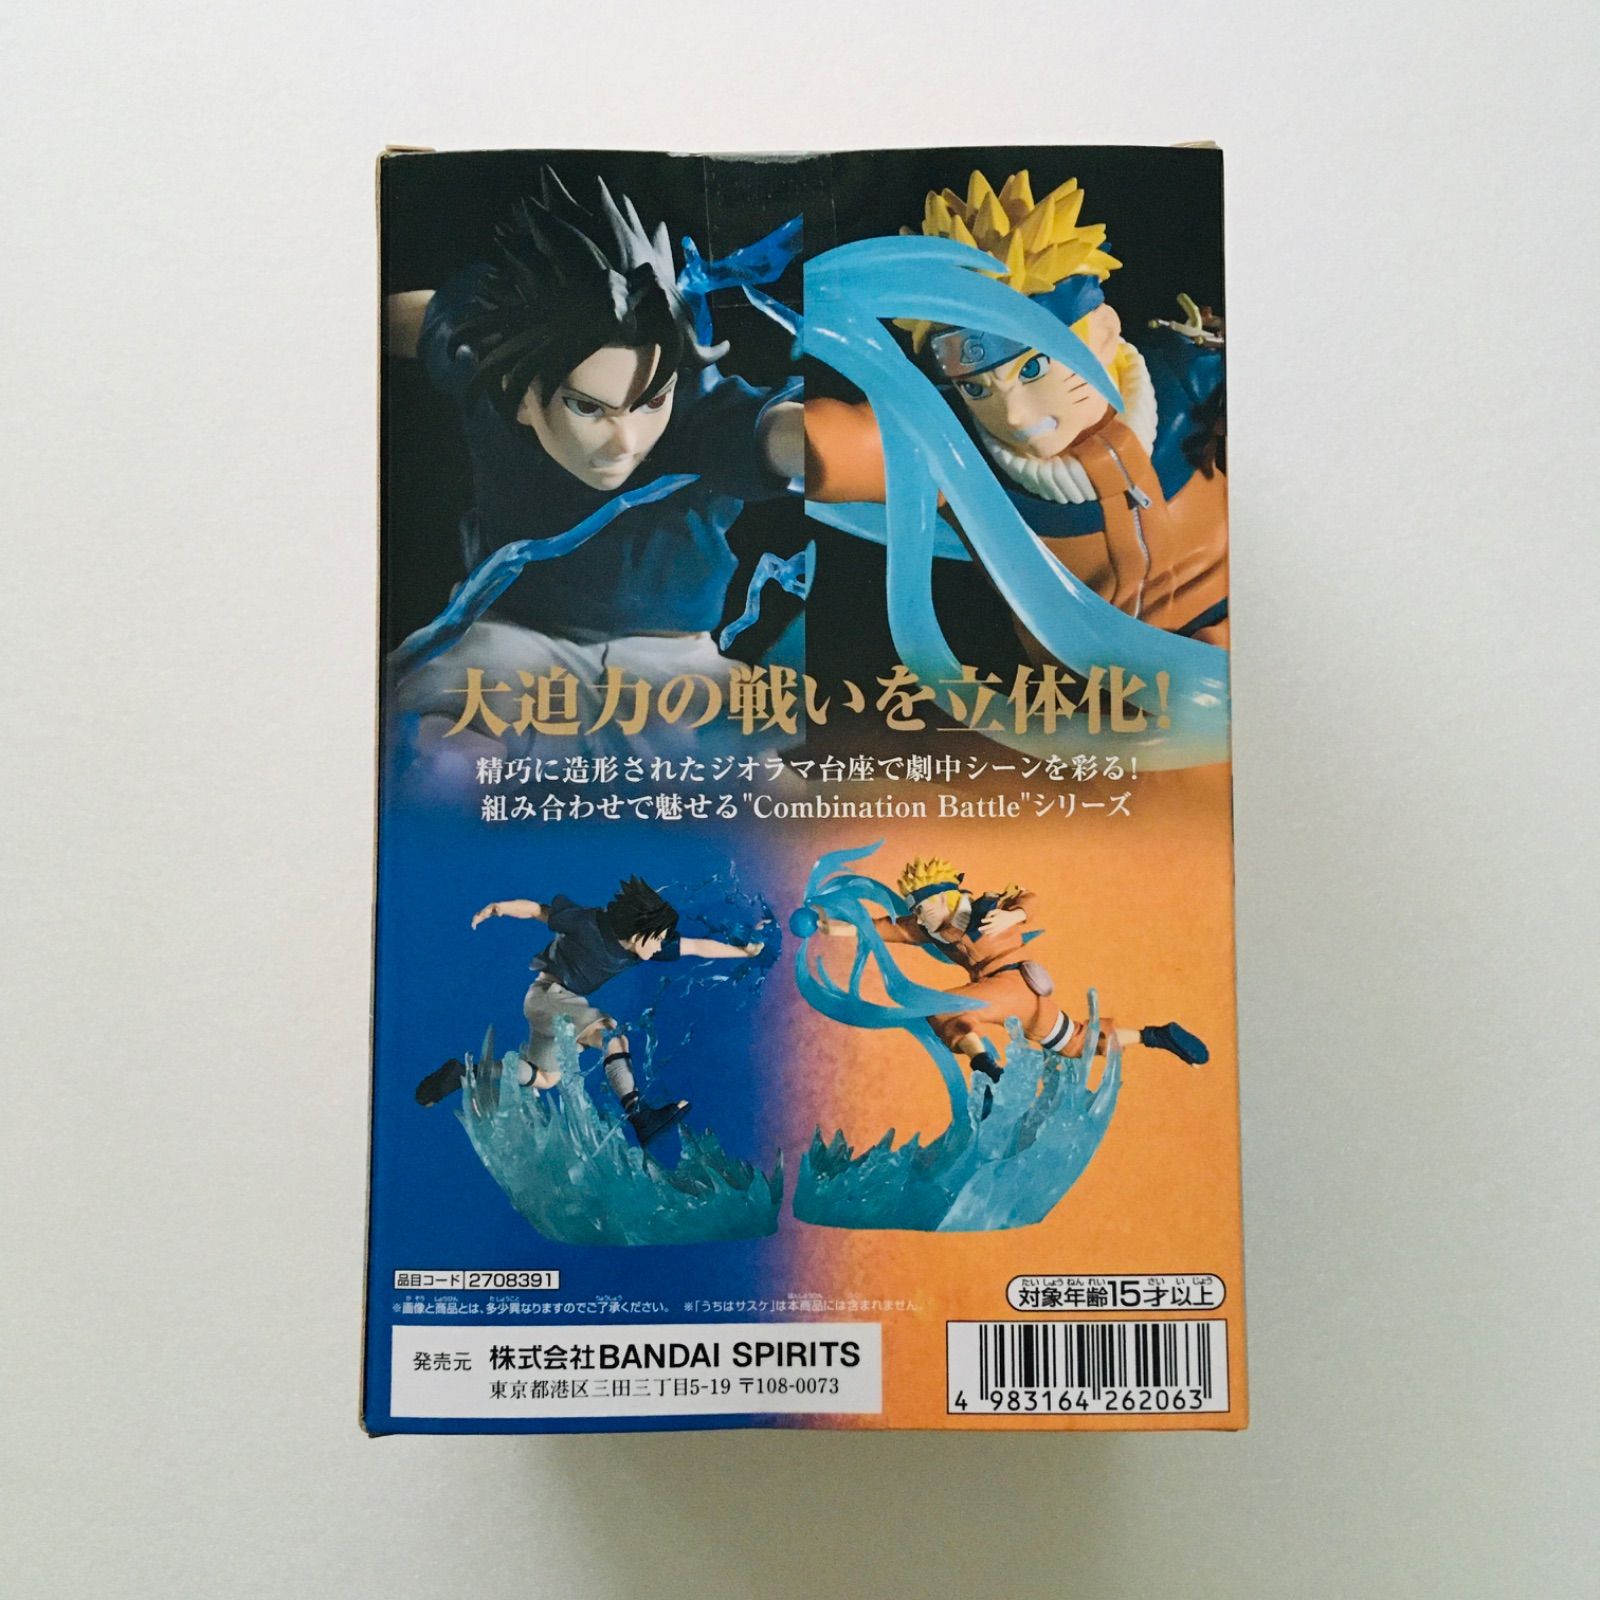 大迫力の戦いを立体化!
精巧に造形されたジオラマ台座で劇中シーンを彩る!
組み合わせで魅せる"Combination Battle"シリーズ
品目コード 2708391
※画像と商品とは、多少異なりますのでご了承ください。 ※「うちはサスケ」は本商品には含まれません。
対象年齢15才以上
発売元 株式会社BANDAI SPIRITS
東京都港区三田三丁目5-19 〒108-0073
4 983164 262063